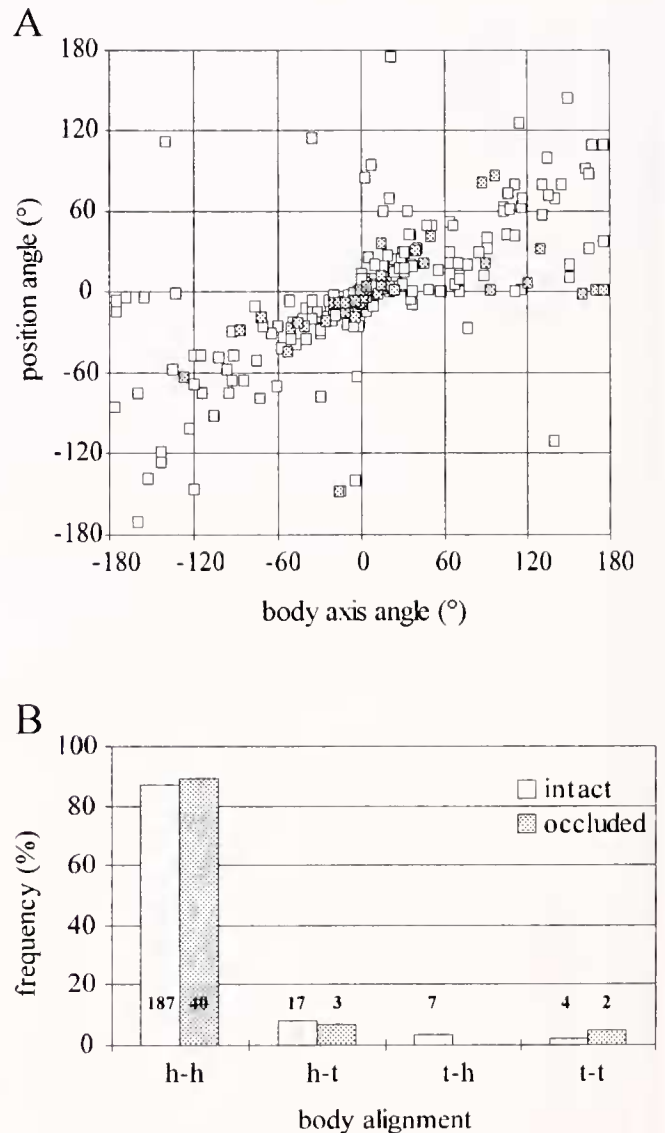 A
180
120
60
0
-60
-120
-180
position angle (°)
-180 -120 -60 0 60 120 180
body axis angle (°)
B
100
80
60
40
20
0
frequency (%)
intact
occluded
187 40 17 3 7 4 2
h-h h-t t-h t-t
body alignment